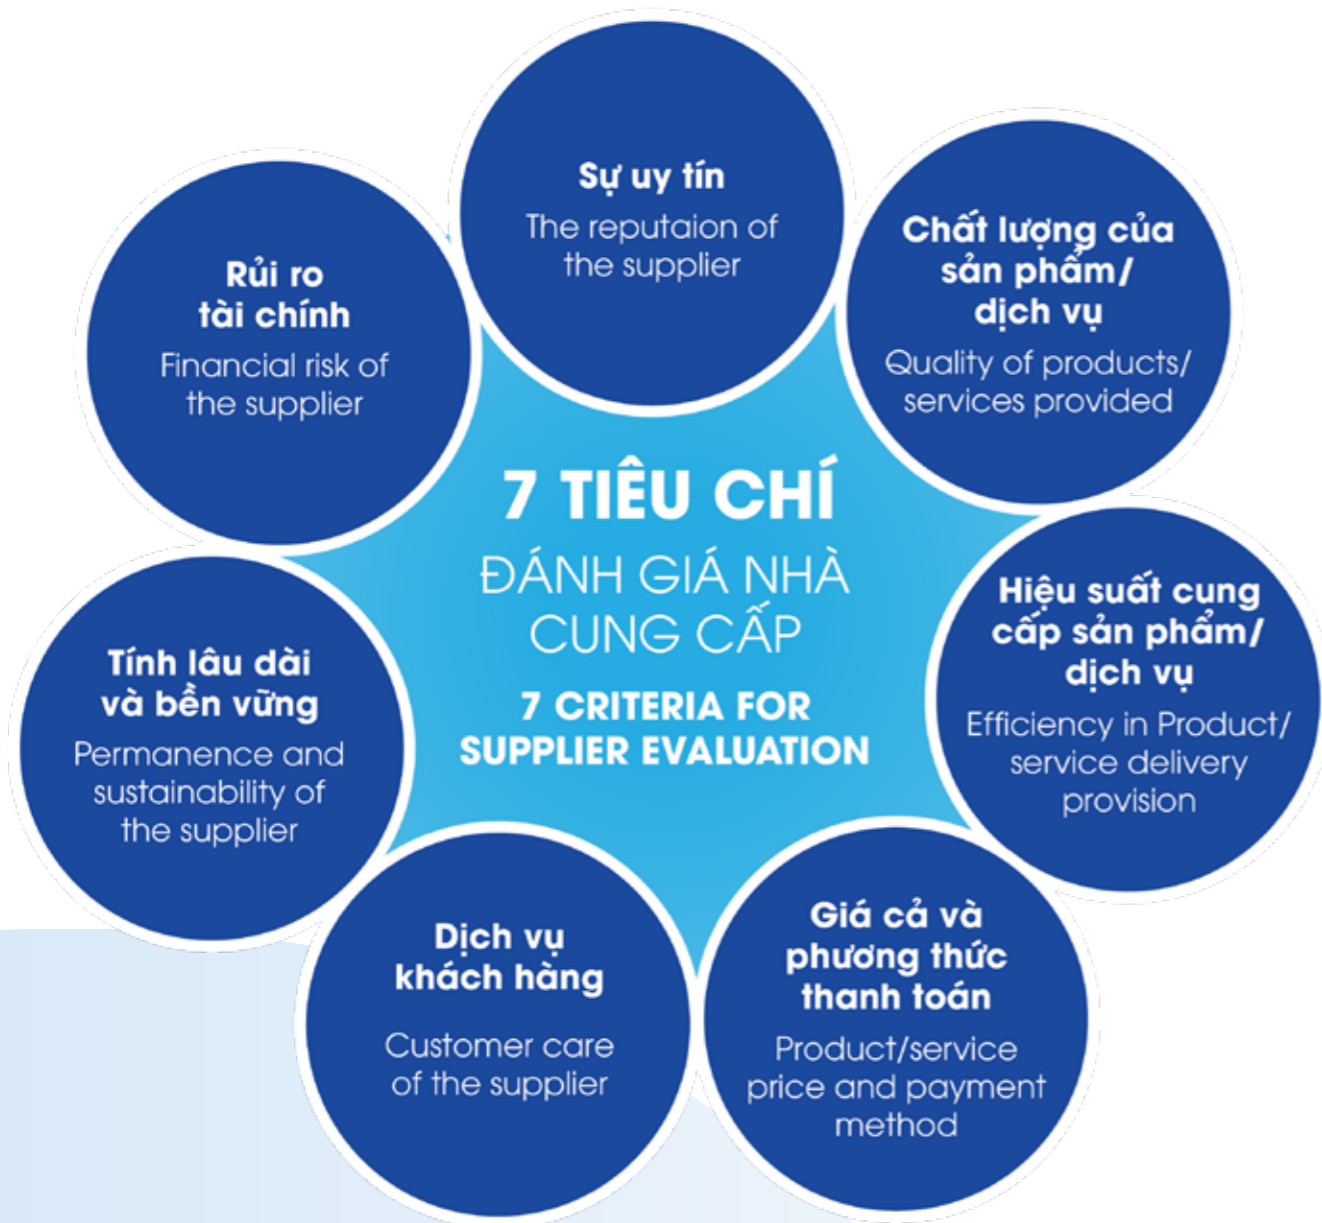 Sự uy tín
The reputaion of
the supplier
Chất lượng của
sản phẩm/
dịch vụ
Quality of products/
services provided
Hiệu suất cung
cấp sản phẩm/
dịch vụ
Efficiency in Product/
service delivery
provision
Giá cả và
phương thức
thanh toán
Product/service
price and payment
method
Dịch vụ
khách hàng
Customer care
of the supplier
Tính lâu dài
và bền vững
Permanence and
sustainability of
the supplier
Rủi ro
tài chính
Financial risk of
the supplier
7 TIÊU CHÍ
ĐÁNH GIÁ NHÀ
CUNG CẤP
7 CRITERIA FOR
SUPPLIER EVALUATION